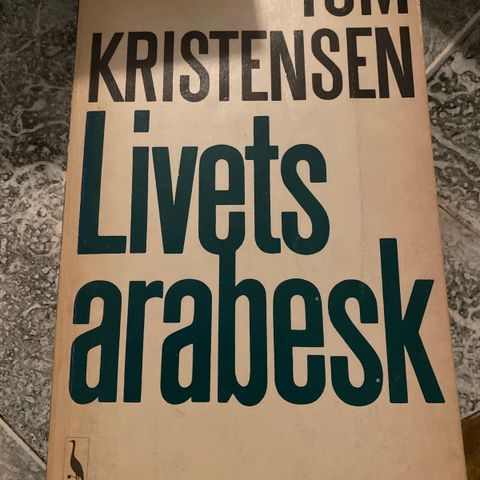 TOM
KRISTENSEN
Livets
arabesk